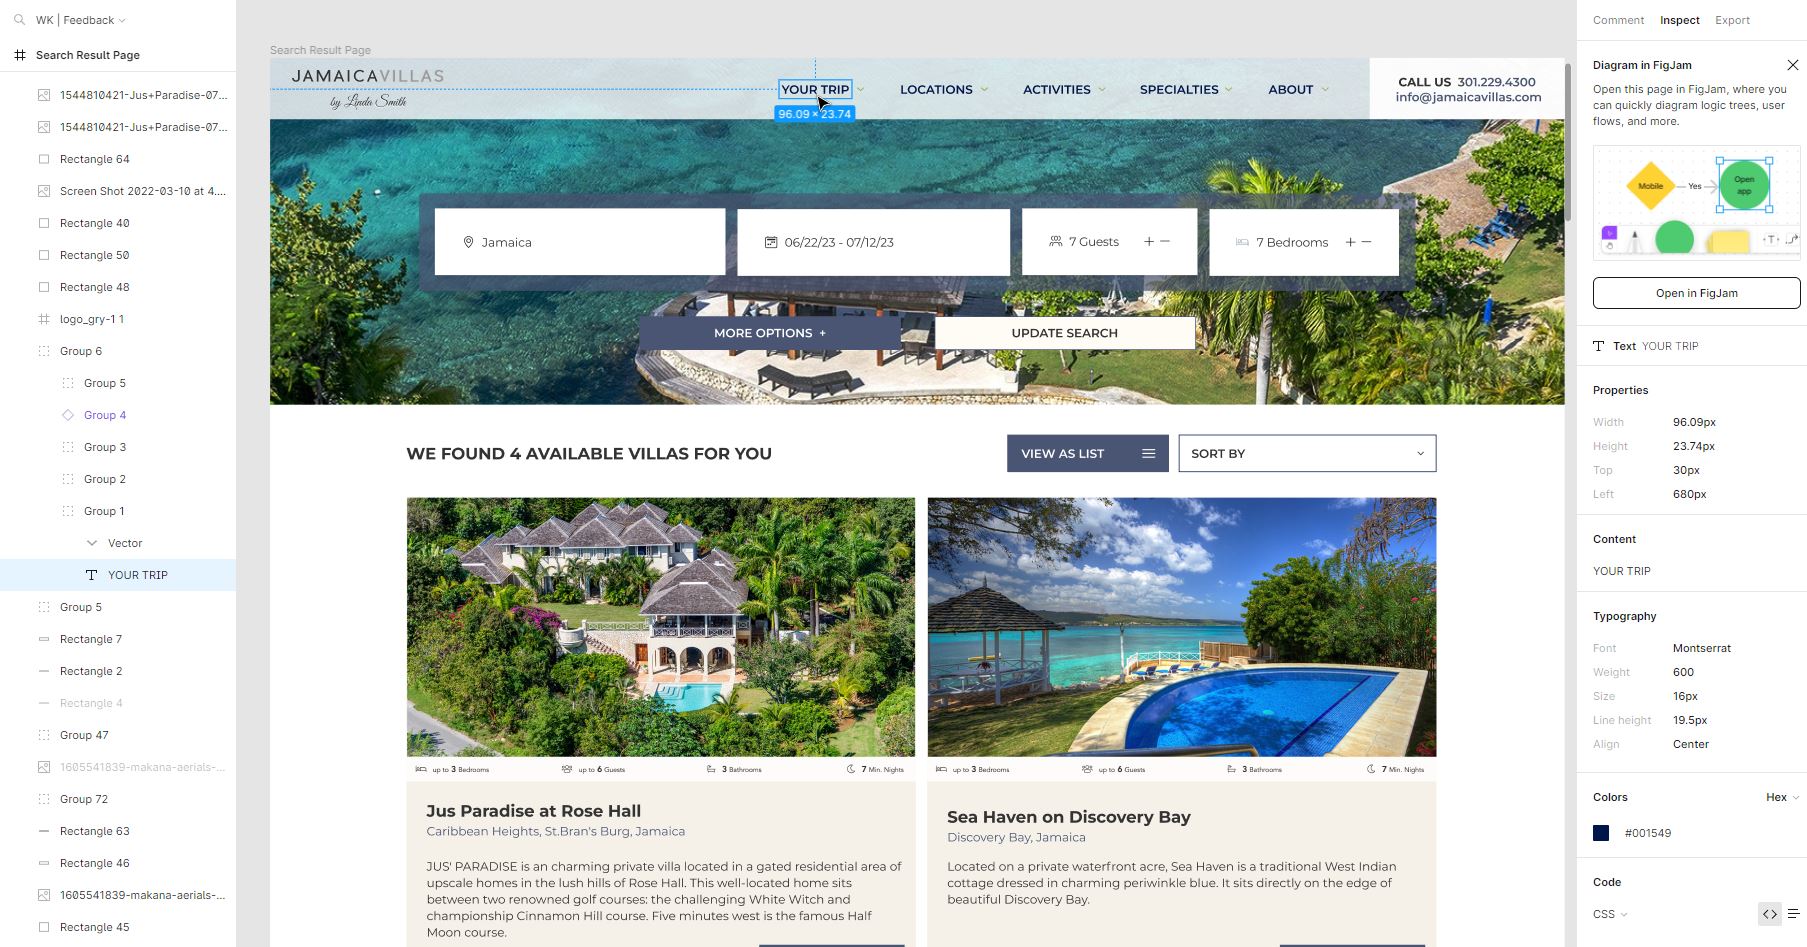 WK | Feedback
Search Result Page
1544810421-Jus+Paradise-07...
1544810421-Jus+Paradise-07...
Rectangle 64
Screen Shot 2022-03-10 at 4....
Rectangle 40
Rectangle 50
Rectangle 48
logo_gry-1 1
Group 6
Group 5
Group 4
Group 3
Group 2
Group 1
Vector
YOUR TRIP
Group 5
Rectangle 7
Rectangle 2
Rectangle 4
Group 47
1605541839-makana-aerials-...
Group 72
Rectangle 63
Rectangle 46
1605541839-makana-aerials-...
Rectangle 45
Search Result Page
JAMAICAVILLAS
by Linda Smith
YOUR TRIP
96.09 × 23.74
LOCATIONS
ACTIVITIES
SPECIALTIES
ABOUT
CALL US 301.229.4300
info@jamaicavillas.com
Jamaica
06/22/23 - 07/12/23
7 Guests + −
7 Bedrooms + −
MORE OPTIONS +
UPDATE SEARCH
WE FOUND 4 AVAILABLE VILLAS FOR YOU
VIEW AS LIST
SORT BY
up to 3 Bedrooms
up to 6 Guests
3 Bathrooms
7 Min. Nights
Jus Paradise at Rose Hall
Caribbean Heights, St.Bran's Burg, Jamaica
JUS' PARADISE is an charming private villa located in a gated residential area of
upscale homes in the lush hills of Rose Hall. This well-located home sits
between two renowned golf courses: the challenging White Witch and
championship Cinnamon Hill course. Five minutes west is the famous Half
Moon course.
up to 3 Bedrooms
up to 6 Guests
3 Bathrooms
7 Min. Nights
Sea Haven on Discovery Bay
Discovery Bay, Jamaica
Located on a private waterfront acre, Sea Haven is a traditional West Indian
cottage dressed in charming periwinkle blue. It sits directly on the edge of
beautiful Discovery Bay.
Comment
Inspect
Export
Diagram in FigJam
Open this page in FigJam, where you
can quickly diagram logic trees, user
flows, and more.
Mobile
Yes
Open
app
T
Open in FigJam
Text YOUR TRIP
Properties
Width 96.09px
Height 23.74px
Top 30px
Left 680px
Content
YOUR TRIP
Typography
Font Montserrat
Weight 600
Size 16px
Line height 19.5px
Align Center
Colors
Hex
#001549
Code
CSS